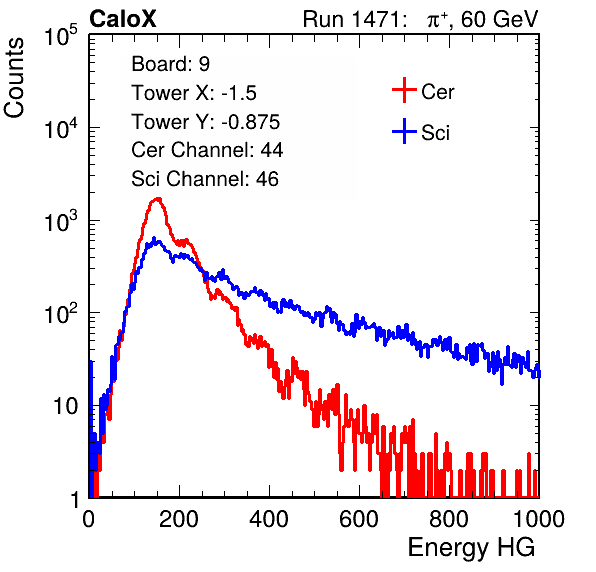 CaloX Run 1471: π⁺, 60 GeV
Counts
10⁵
10⁴
10³
10²
10
1
Board: 9
Tower X: -1.5
Tower Y: -0.875
Cer Channel: 44
Sci Channel: 46
Cer
Sci
0 200 400 600 800 1000
Energy HG